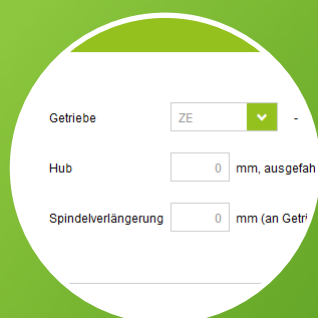 Getriebe ZE -
Hub 0 mm, ausgefah
Spindelverlängerung 0 mm (an Getri